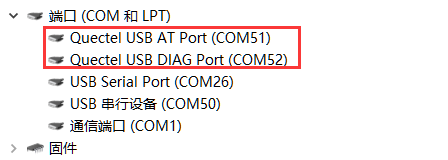 端口 (COM 和 LPT)
Quectel USB AT Port (COM51)
Quectel USB DIAG Port (COM52)
USB Serial Port (COM26)
USB 串行设备 (COM50)
通信端口 (COM1)
固件